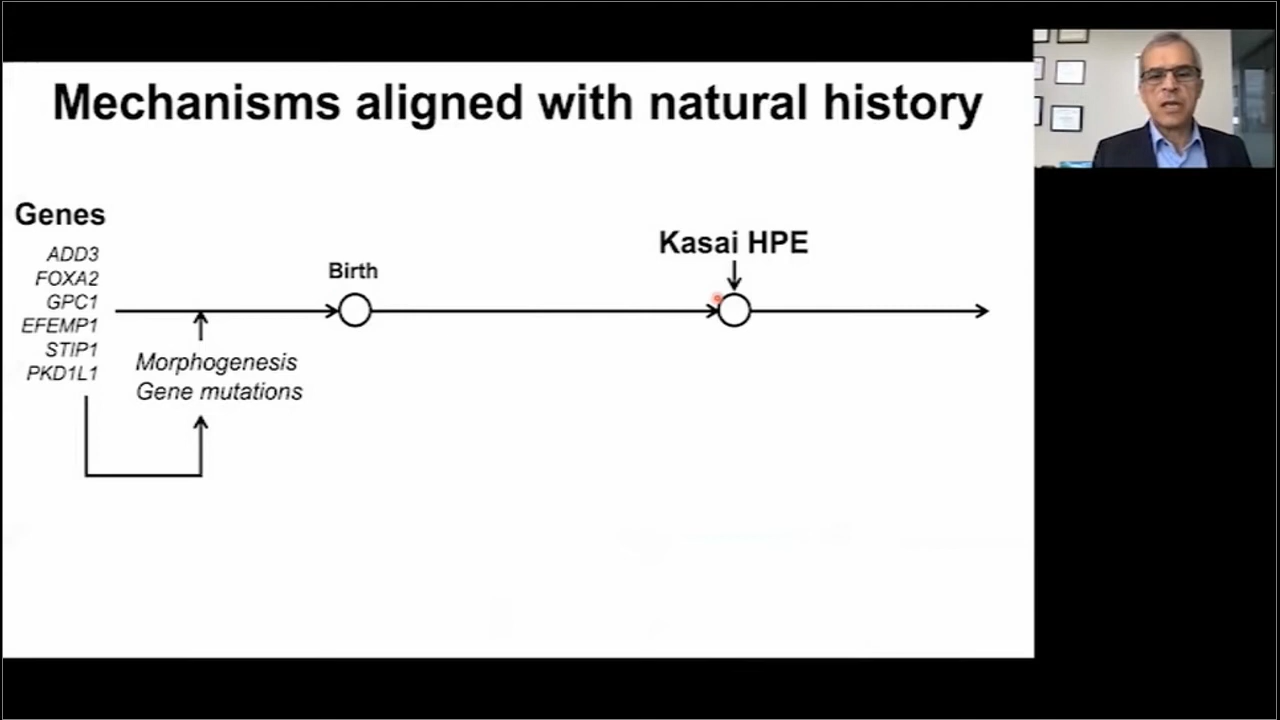 Mechanisms aligned with natural history
Genes
ADD3
FOXA2
GPC1
EFEMP1
STIP1
PKD1L1
Birth
Kasai HPE
Morphogenesis
Gene mutations